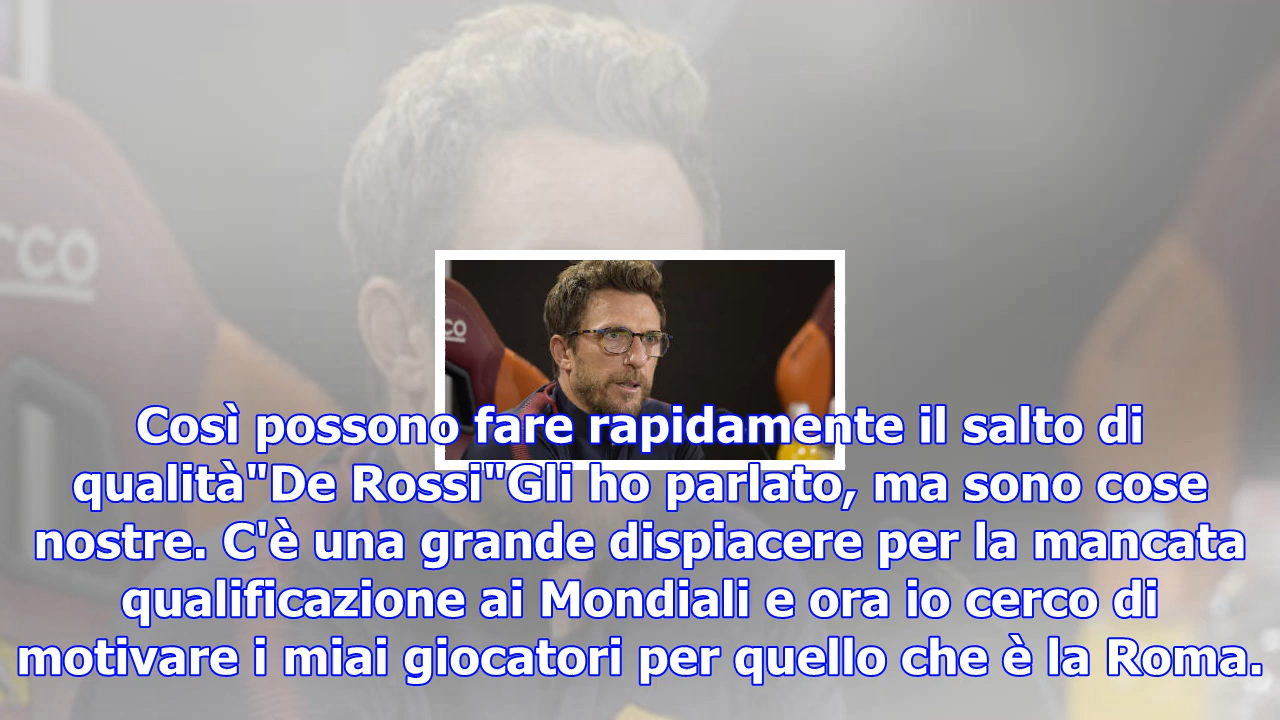 rco
co
Così possono fare rapidamente il salto di
qualità"De Rossi"Gli ho parlato, ma sono cose
nostre. C'è una grande dispiacere per la mancata
qualificazione ai Mondiali e ora io cerco di
motivare i miai giocatori per quello che è la Roma.